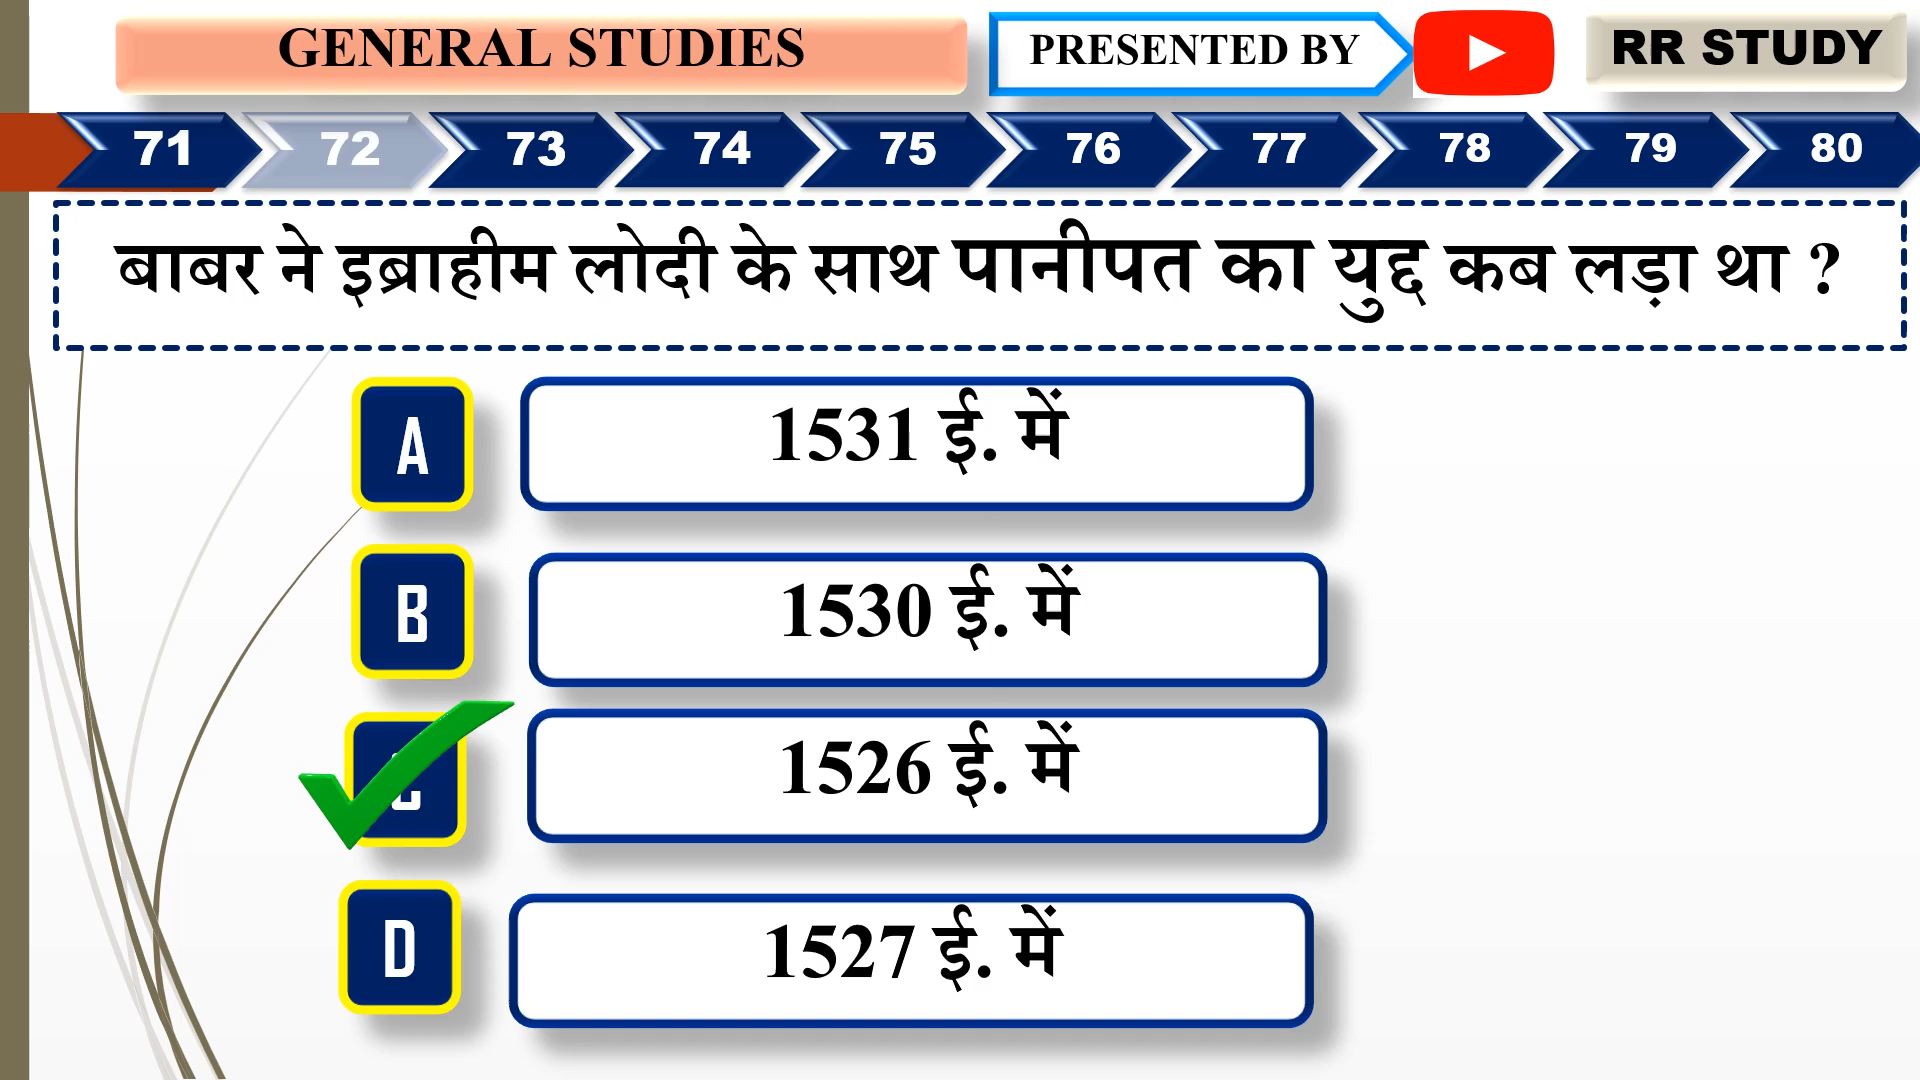 GENERAL STUDIES
PRESENTED BY
RR STUDY
71 72 73 74 75 76 77 78 79 80
बाबर ने इब्राहीम लोदी के साथ पानीपत का युद्द कब लड़ा था ?
A
1531 ई. में
B
1530 ई. में
C
1526 ई. में
D
1527 ई. में